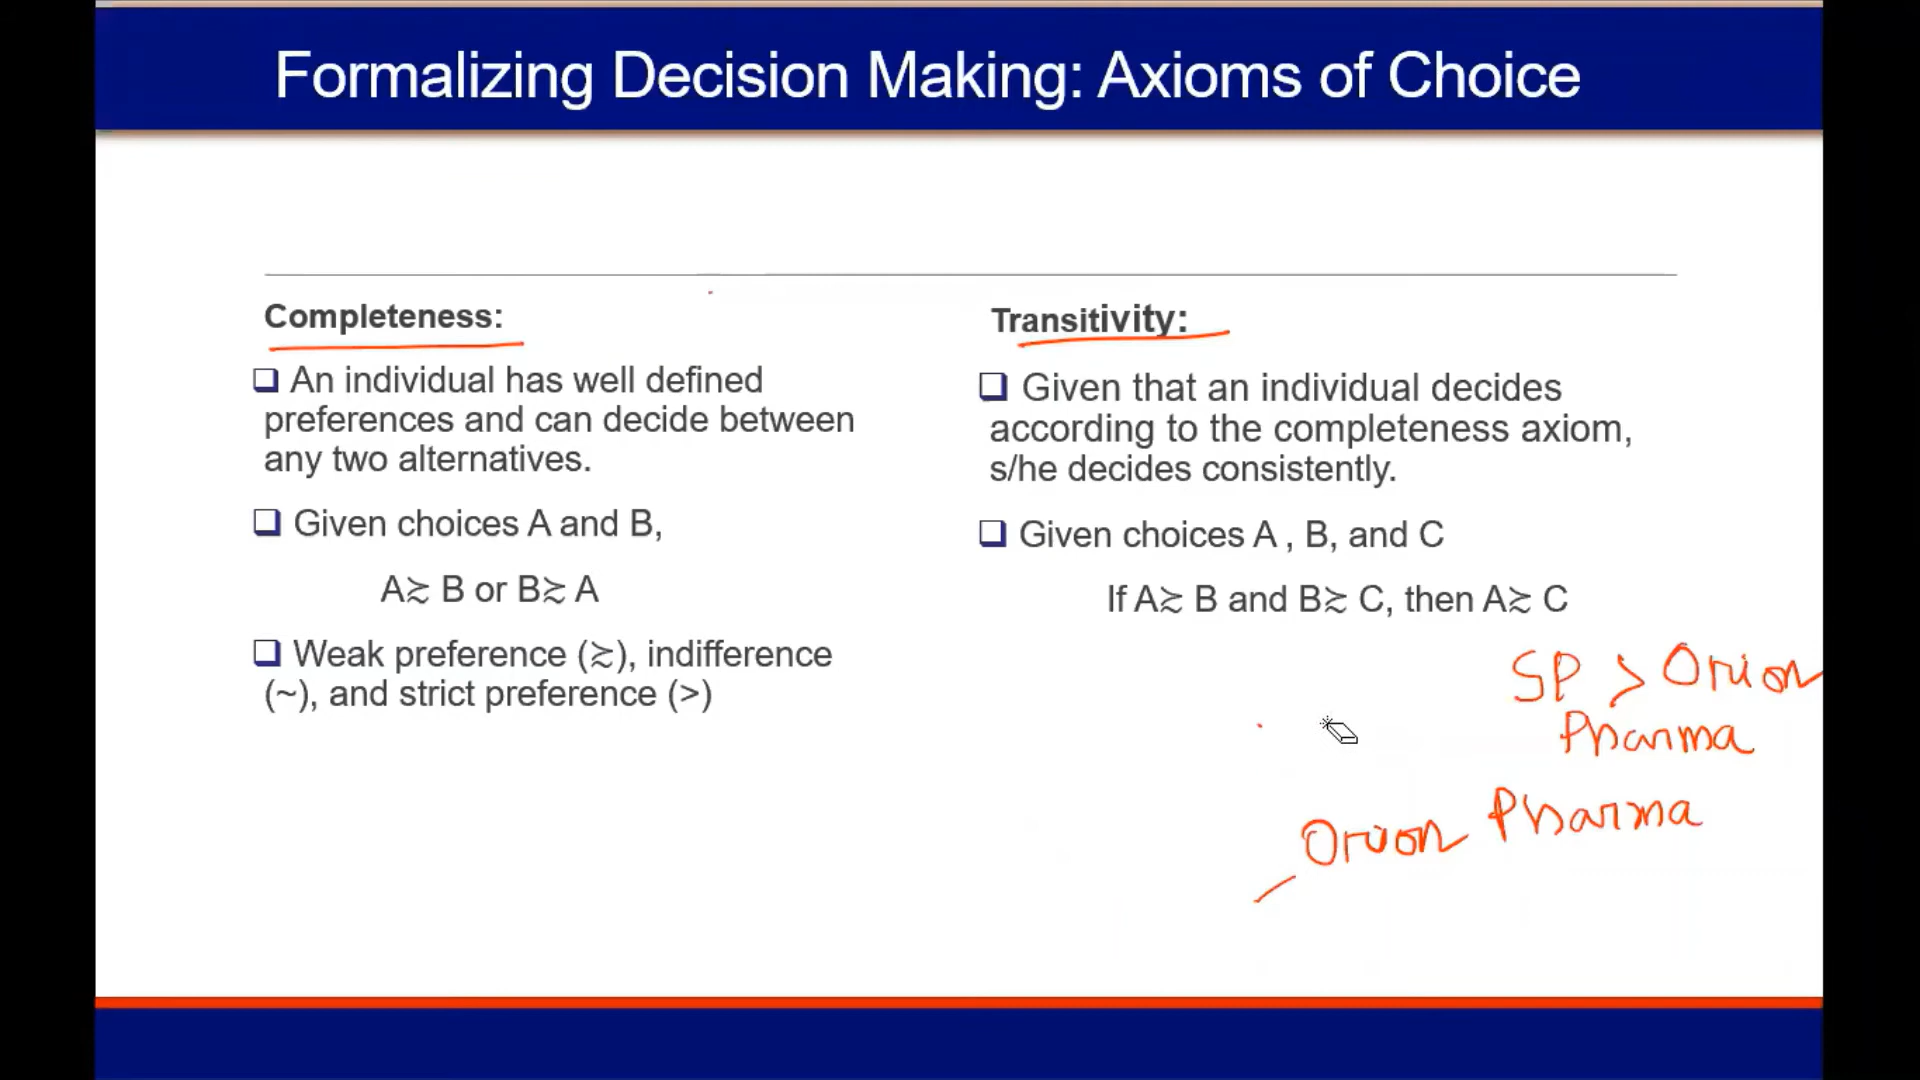 Formalizing Decision Making: Axioms of Choice
Completeness:
❑ An individual has well defined
preferences and can decide between
any two alternatives.
❑ Given choices A and B,
A≿ B or B≿ A
❑ Weak preference (≿), indifference
(~), and strict preference (>)
Transitivity:
❑ Given that an individual decides
according to the completeness axiom,
s/he decides consistently.
❑ Given choices A , B, and C
If A≿ B and B≿ C, then A≿ C
SP > Orion
Pharma
Orion Pharma